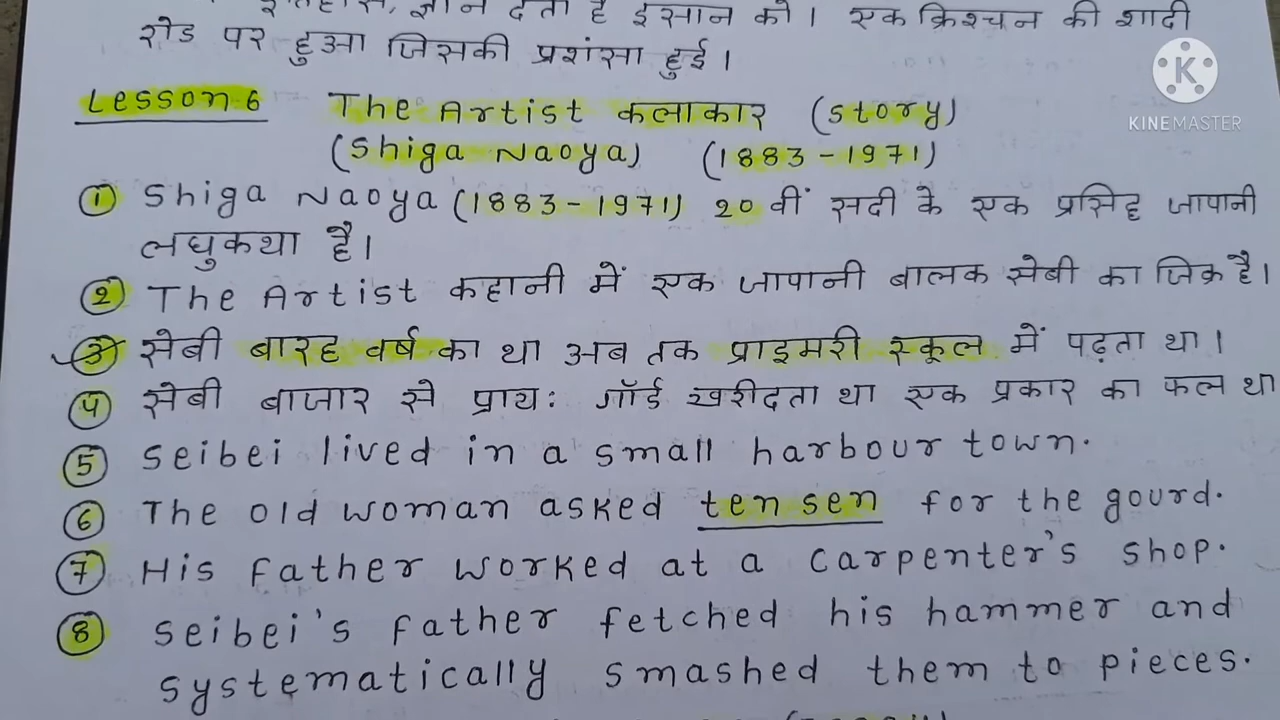 ज्ञान देता है इंसान को। एक क्रिश्चन की शादी
रोड पर हुआ जिसकी प्रशंसा हुई।
K
KINEMASTER
Lesson 6 The Artist कलाकार (story)
(Shiga Naoya) (1883-1971)
① Shiga Naoya (1883-1971) 20 वीं सदी के एक प्रसिद्ध जापानी
लघुकथा है।
② The Artist कहानी में एक जापानी बालक सेबी का जिक्र है।
③ सेबी बारह वर्ष का था अब तक प्राइमरी स्कूल में पढ़ता था।
④ सेबी बाजार से प्रायः गॉर्ड खरीदता था एक प्रकार का फल था
⑤ Seibei lived in a small harbour town.
⑥ The old woman asked ten sen for the gourd.
⑦ His Father worked at a carpenter's shop.
⑧ Seibei's Father fetched his hammer and
systematically smashed them to pieces.